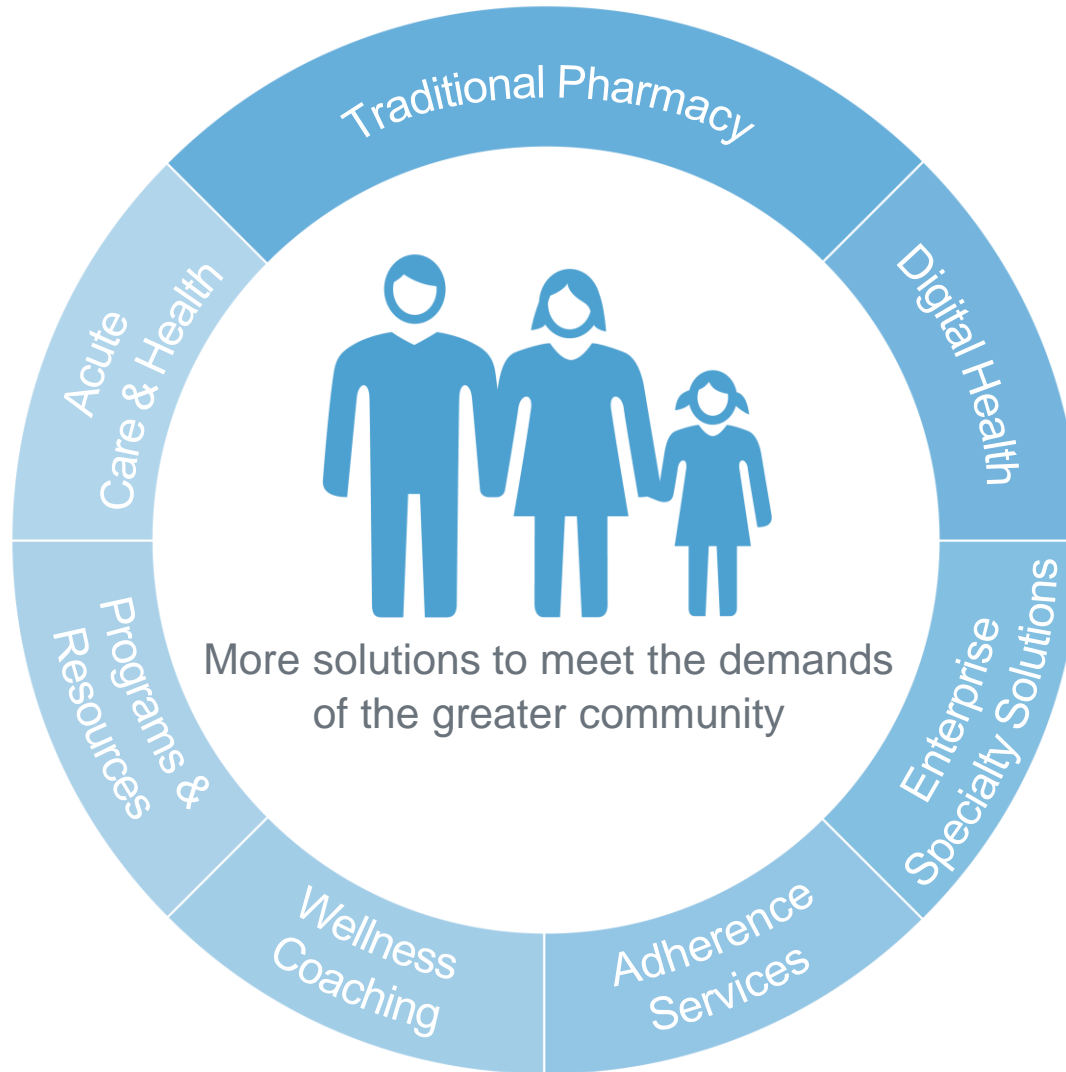 Traditional Pharmacy
Digital Health
Enterprise
Specialty Solutions
Adherence
Services
Wellness
Coaching
Programs &
Resources
Acute
Care & Health
More solutions to meet the demands
of the greater community